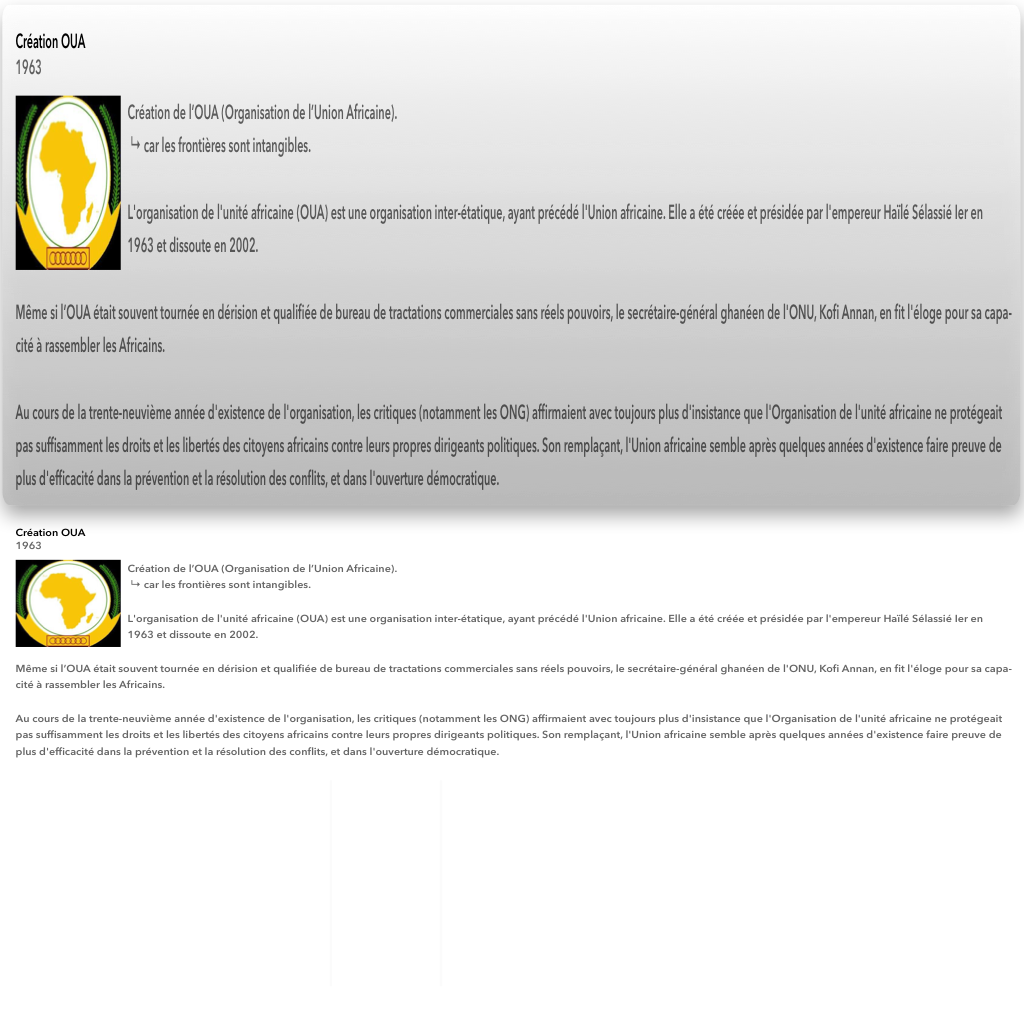 Création OUA
1963
Création de l’OUA (Organisation de l’Union Africaine).
↳ car les frontières sont intangibles.
L'organisation de l'unité africaine (OUA) est une organisation inter-étatique, ayant précédé l'Union africaine. Elle a été créée et présidée par l'empereur Haïlé Sélassié Ier en
1963 et dissoute en 2002.
Même si l’OUA était souvent tournée en dérision et qualifiée de bureau de tractations commerciales sans réels pouvoirs, le secrétaire-général ghanéen de l'ONU, Kofi Annan, en fit l'éloge pour sa capa-
cité à rassembler les Africains.
Au cours de la trente-neuvième année d'existence de l'organisation, les critiques (notamment les ONG) affirmaient avec toujours plus d'insistance que l'Organisation de l'unité africaine ne protégeait
pas suffisamment les droits et les libertés des citoyens africains contre leurs propres dirigeants politiques. Son remplaçant, l'Union africaine semble après quelques années d'existence faire preuve de
plus d'efficacité dans la prévention et la résolution des conflits, et dans l'ouverture démocratique.
Création OUA
1963
Création de l’OUA (Organisation de l’Union Africaine).
↳ car les frontières sont intangibles.
L'organisation de l'unité africaine (OUA) est une organisation inter-étatique, ayant précédé l'Union africaine. Elle a été créée et présidée par l'empereur Haïlé Sélassié Ier en
1963 et dissoute en 2002.
Même si l’OUA était souvent tournée en dérision et qualifiée de bureau de tractations commerciales sans réels pouvoirs, le secrétaire-général ghanéen de l'ONU, Kofi Annan, en fit l'éloge pour sa capa-
cité à rassembler les Africains.
Au cours de la trente-neuvième année d'existence de l'organisation, les critiques (notamment les ONG) affirmaient avec toujours plus d'insistance que l'Organisation de l'unité africaine ne protégeait
pas suffisamment les droits et les libertés des citoyens africains contre leurs propres dirigeants politiques. Son remplaçant, l'Union africaine semble après quelques années d'existence faire preuve de
plus d'efficacité dans la prévention et la résolution des conflits, et dans l'ouverture démocratique.